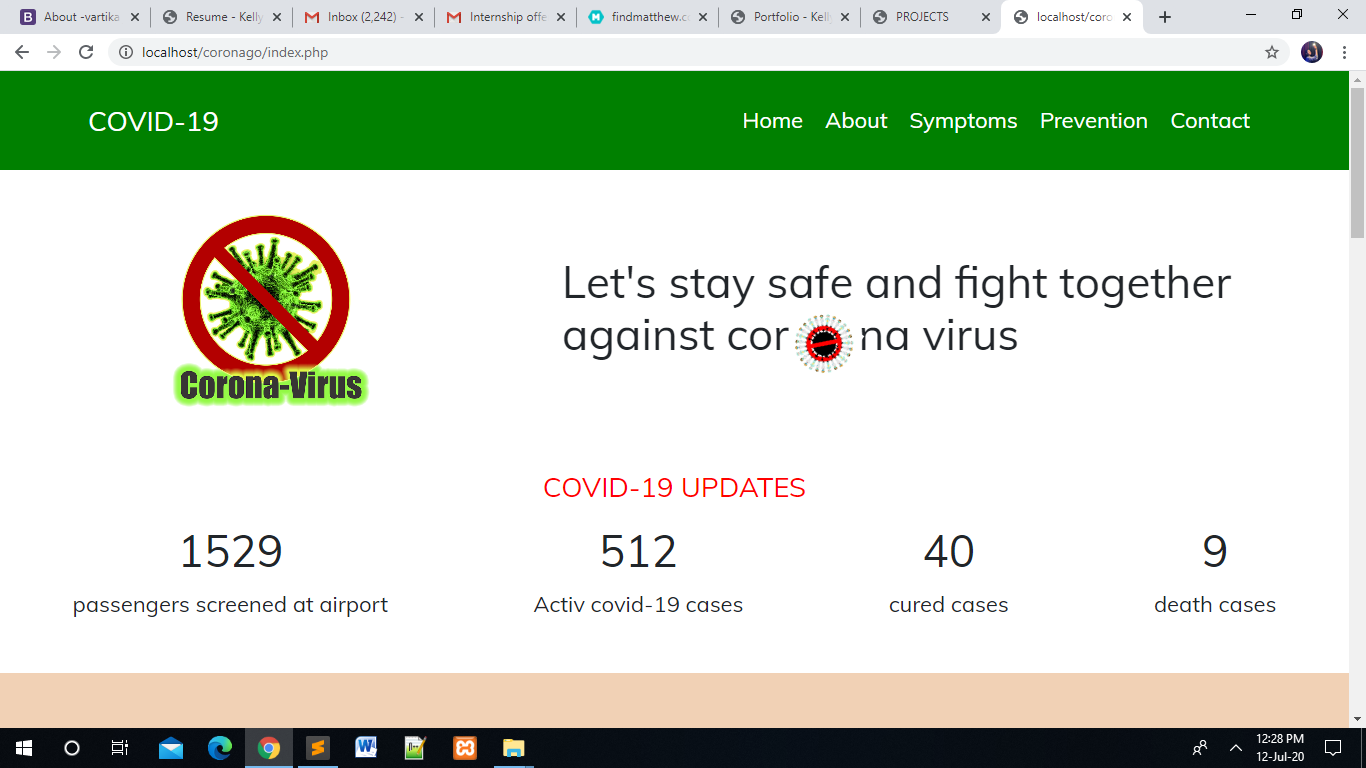 About -vartika
Resume - Kelly
Inbox (2,242) -
Internship offe
findmatthew.c
Portfolio - Kell
PROJECTS
localhost/coro
localhost/coronago/index.php
COVID-19
Home About Symptoms Prevention Contact
Corona-Virus
Let's stay safe and fight together
against cor na virus
COVID-19 UPDATES
1529 512 40 9
passengers screened at airport Activ covid-19 cases cured cases death cases
12:28 PM
12-Jul-20